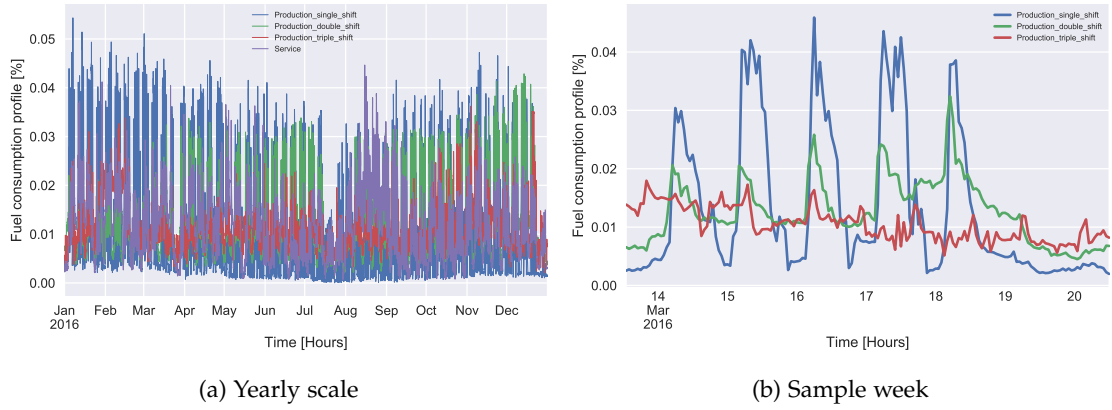 Fuel consumption profile [%]
0.05
0.04
0.03
0.02
0.01
0.00
Production_single_shift
Production_double_shift
Production_triple_shift
Service
Jan Feb Mar Apr May Jun Jul Aug Sep Oct Nov Dec
2016
Time [Hours]
(a) Yearly scale
Fuel consumption profile [%]
0.04
0.03
0.02
0.01
0.00
Production_single_shift
Production_double_shift
Production_triple_shift
14 15 16 17 18 19 20
Mar
2016
Time [Hours]
(b) Sample week